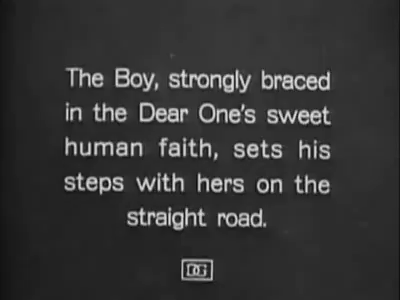 The Boy, strongly braced
in the Dear One's sweet
human faith, sets his
steps with hers on the
straight road.
DG